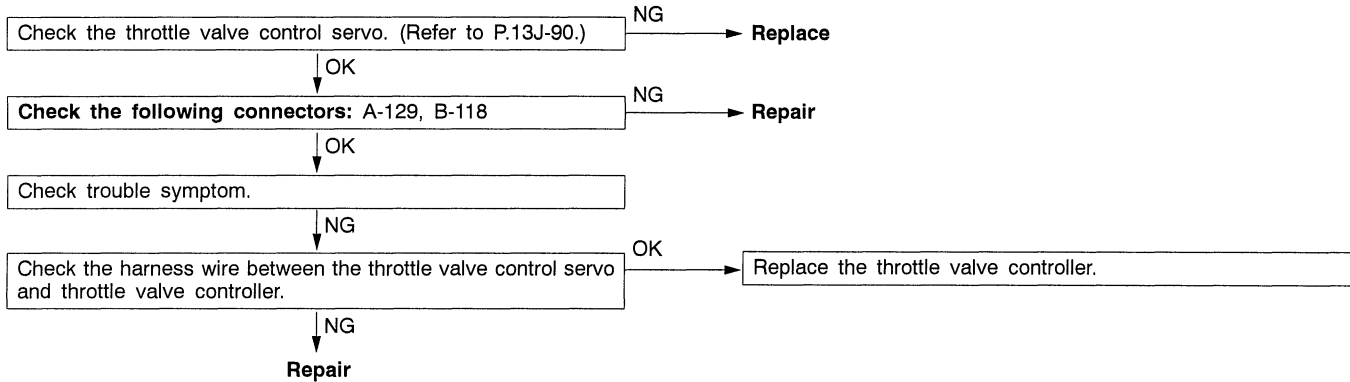 NG
Check the throttle valve control servo. (Refer to P.13J-90.)
Replace
OK
NG
Check the following connectors: A-129, B-118
Repair
OK
Check trouble symptom.
NG
OK
Check the harness wire between the throttle valve control servo
and throttle valve controller.
Replace the throttle valve controller.
NG
Repair